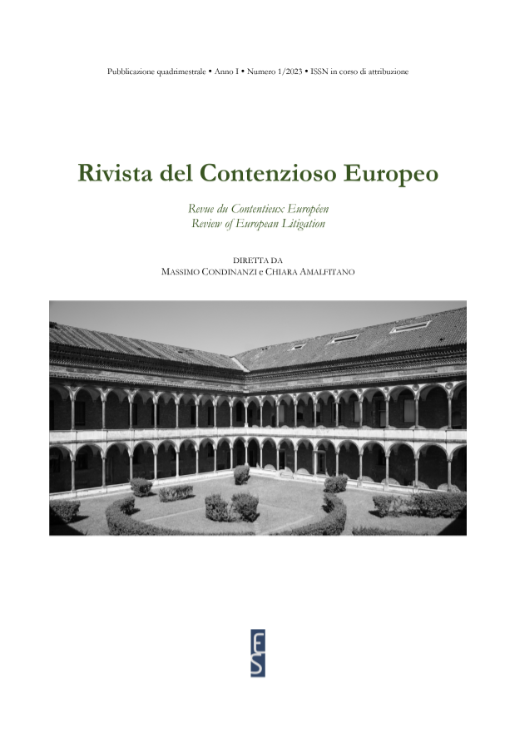 Pubblicazione quadrimestrale • Anno I • Numero 1/2023 • ISSN in corso di attribuzione
Rivista del Contenzioso Europeo
Revue du Contentieux Européen
Review of European Litigation
DIRETTA DA
MASSIMO CONDINANZI e CHIARA AMALFITANO
ES